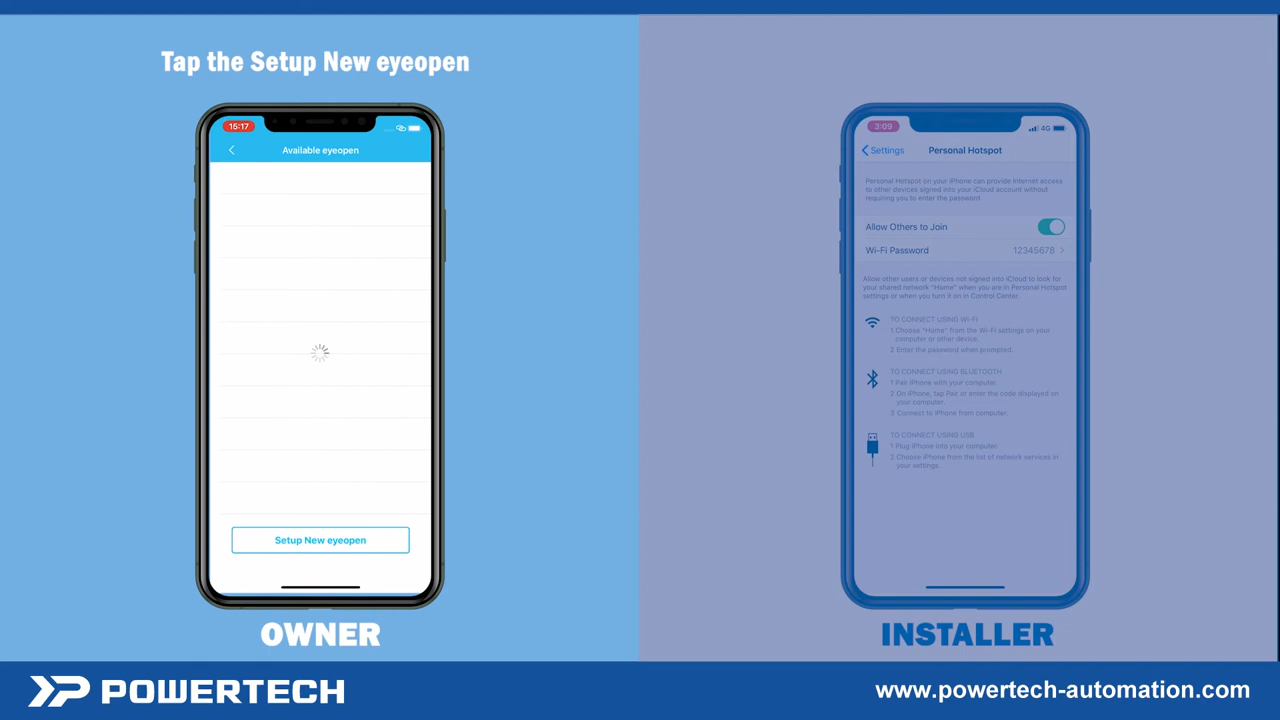 Tap the Setup New eyeopen
15:17
Available eyeopen
Setup New eyeopen
OWNER
3:09
4G
Settings
Personal Hotspot
Personal Hotspot on your iPhone can provide Internet access
to other devices signed into your iCloud account without
requiring you to enter the password
Allow Others to Join
Wi-Fi Password 12345678
Allow other users or devices not signed into iCloud to look for
your shared network "Home" when you are in Personal Hotspot
settings or when you turn it on in Control Center.
TO CONNECT USING Wi-Fi
1 Choose "Home" from the Wi-Fi settings on your
computer or other device.
2 Enter the password when prompted.
TO CONNECT USING BLUETOOTH
1 Pair iPhone with your computer.
2 On iPhone, tap Pair or enter the code displayed on
your computer.
3 Connect to iPhone from computer.
TO CONNECT USING USB
1 Plug iPhone into your computer.
2 Choose iPhone from the list of network services in
your settings.
INSTALLER
POWERTECH
www.powertech-automation.com